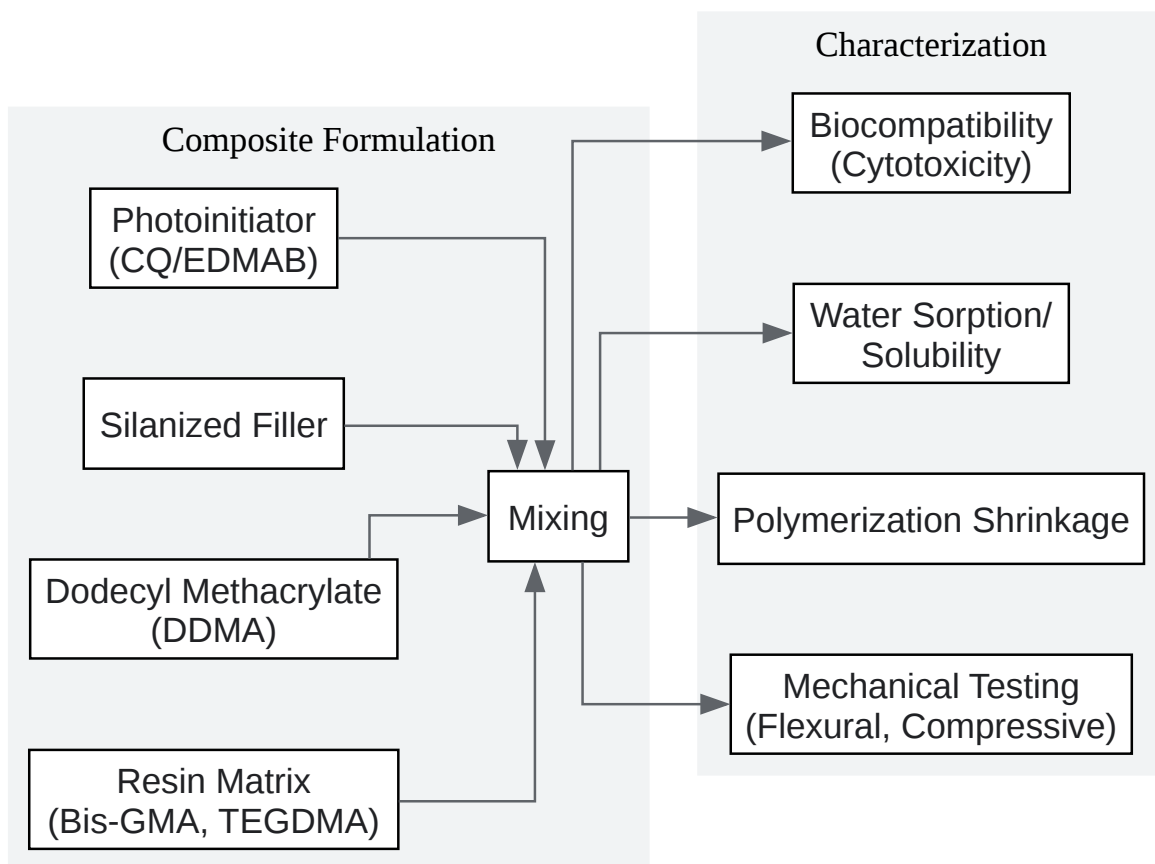 Composite Formulation
Photoinitiator
(CQ/EDMAB)
Silanized Filler
Dodecyl Methacrylate
(DDMA)
Resin Matrix
(Bis-GMA, TEGDMA)
Mixing
Characterization
Biocompatibility
(Cytotoxicity)
Water Sorption/
Solubility
Polymerization Shrinkage
Mechanical Testing
(Flexural, Compressive)